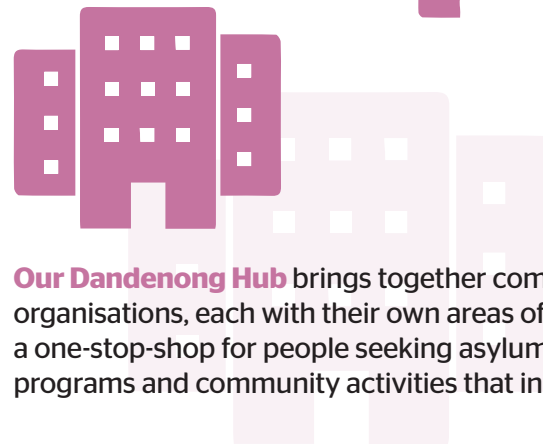 Our Dandenong Hub brings together com
organisations, each with their own areas of
a one-stop-shop for people seeking asylum
programs and community activities that in